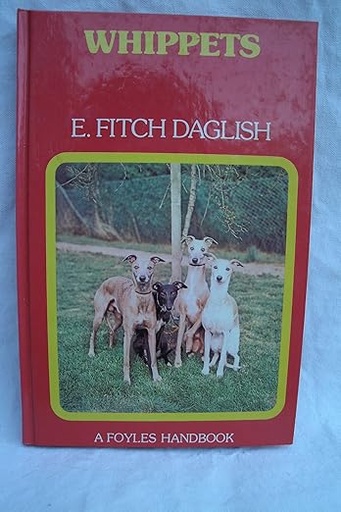 WHIPPETS
E. FITCH DAGLISH
A FOYLES HANDBOOK